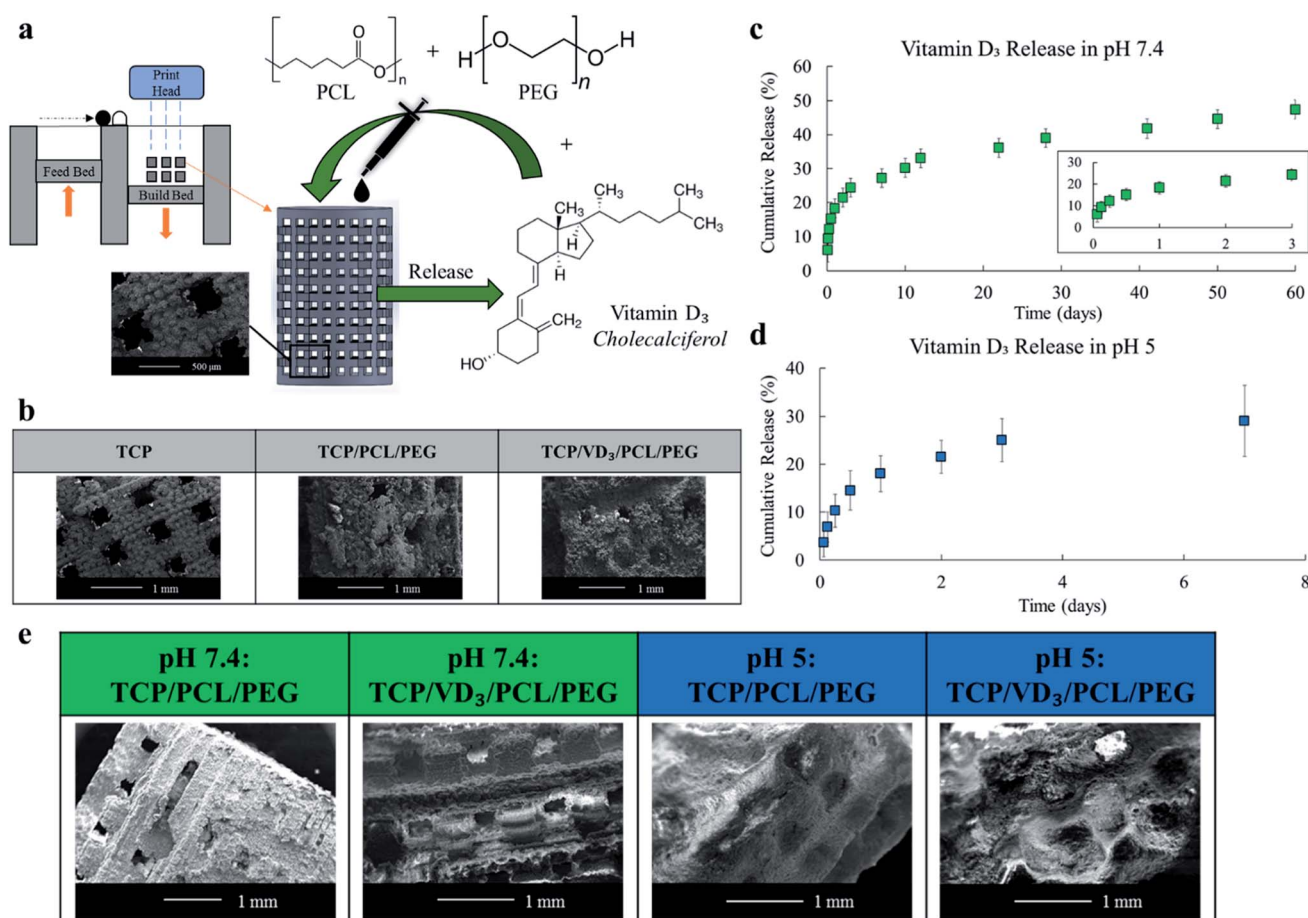 a
Print
Head
Feed Bed
Build Bed
500 μm
O
O
n
PCL
+
H
O
O
H
n
PEG
+
CH₃
CH₃
CH₃
CH₃
H
H
CH₂
HO
Release
Vitamin D₃
Cholecalciferol
b
TCP
TCP/PCL/PEG
TCP/VD₃/PCL/PEG
1 mm
1 mm
1 mm
c
Vitamin D₃ Release in pH 7.4
Cumulative Release (%)
60
50
40
30
20
10
0
0 10 20 30 40 50 60
Time (days)
30
20
10
0
0 1 2 3
d
Vitamin D₃ Release in pH 5
Cumulative Release (%)
40
30
20
10
0
0 2 4 6 8
Time (days)
e
pH 7.4:
TCP/PCL/PEG
pH 7.4:
TCP/VD₃/PCL/PEG
pH 5:
TCP/PCL/PEG
pH 5:
TCP/VD₃/PCL/PEG
1 mm
1 mm
1 mm
1 mm